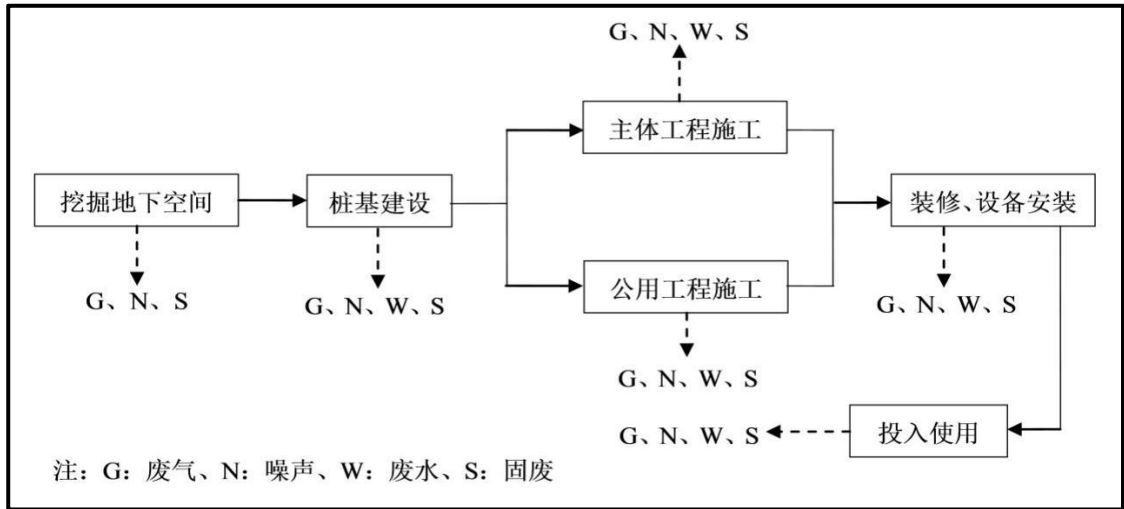 G、N、W、S
主体工程施工
挖掘地下空间
桩基建设
装修、设备安装
G、N、S
G、N、W、S
公用工程施工
G、N、W、S
G、N、W、S
G、N、W、S
投入使用
注：G：废气、N：噪声、W：废水、S：固废